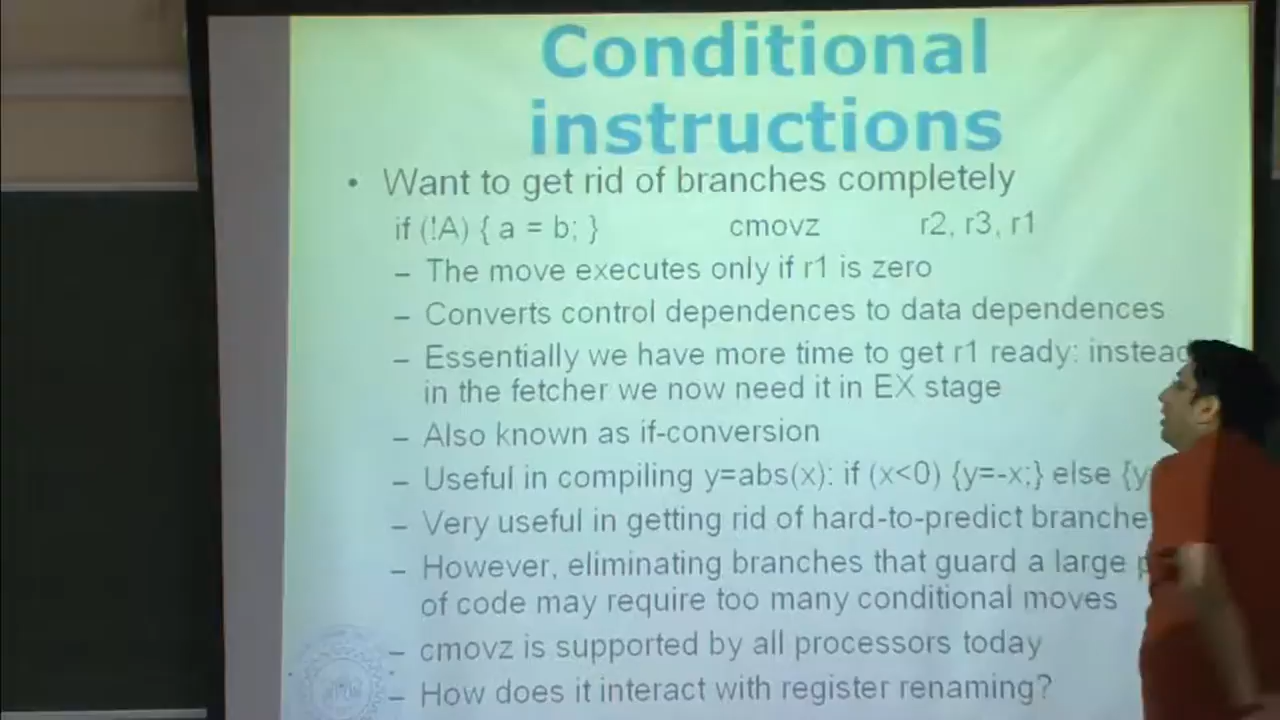 Conditional
instructions
• Want to get rid of branches completely
if (!A) { a = b; } cmovz r2, r3, r1
– The move executes only if r1 is zero
– Converts control dependences to data dependences
– Essentially we have more time to get r1 ready: instead
in the fetcher we now need it in EX stage
– Also known as if-conversion
– Useful in compiling y=abs(x): if (x<0) {y=-x;} else {y
– Very useful in getting rid of hard-to-predict branche
– However, eliminating branches that guard a large
of code may require too many conditional moves
– cmovz is supported by all processors today
– How does it interact with register renaming?